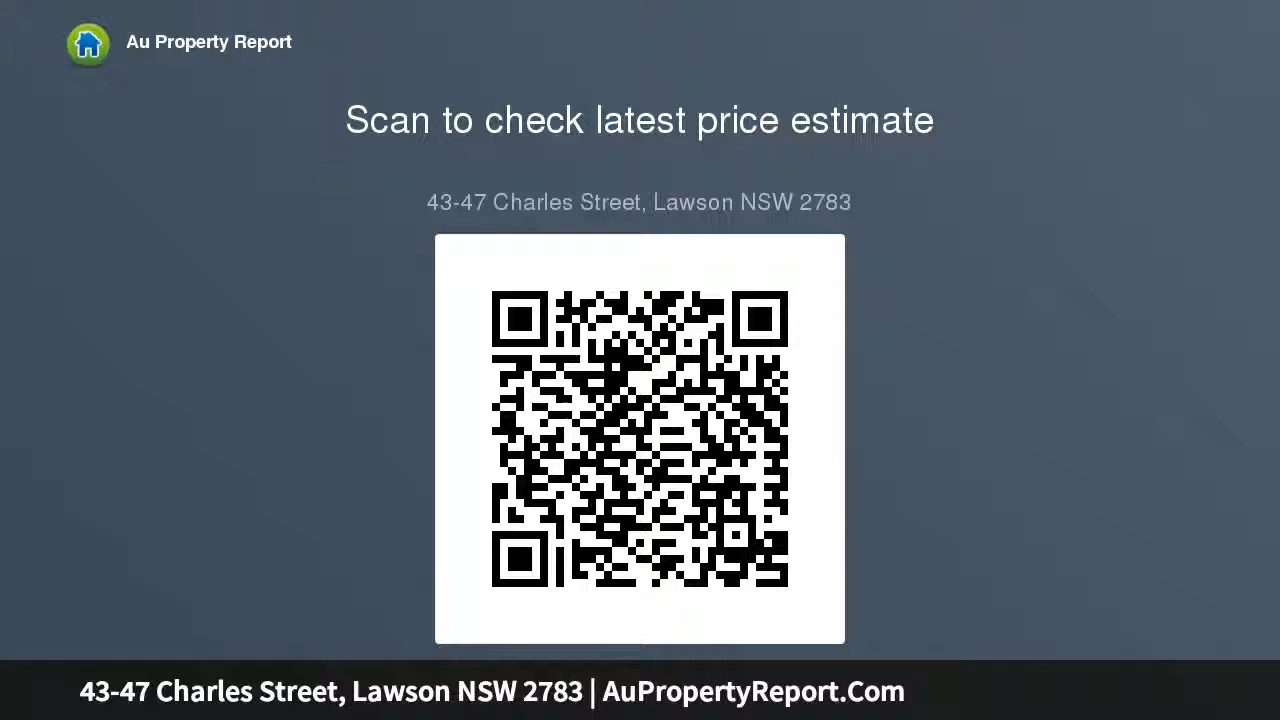 Au Property Report
Scan to check latest price estimate
43-47 Charles Street, Lawson NSW 2783
43-47 Charles Street, Lawson NSW 2783 | AuPropertyReport.Com